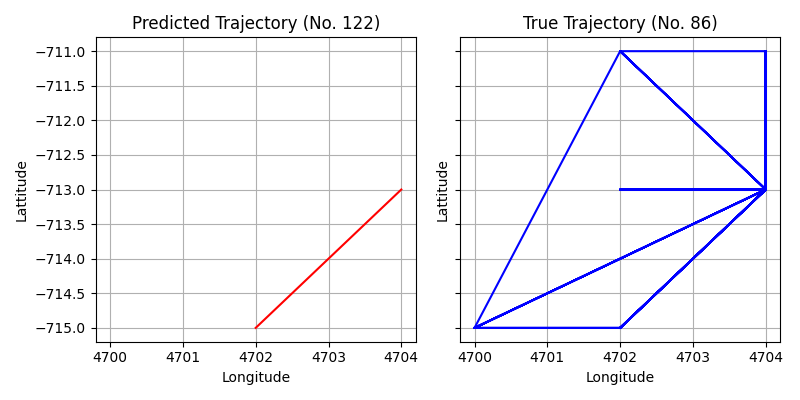 Predicted Trajectory (No. 122)
True Trajectory (No. 86)
−711.0
−711.5
−712.0
−712.5
−713.0
−713.5
−714.0
−714.5
−715.0
Lattitude
Lattitude
4700 4701 4702 4703 4704
4700 4701 4702 4703 4704
Longitude
Longitude